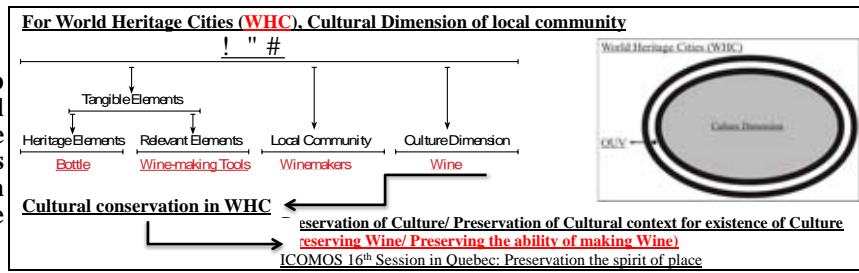 For World Heritage Cities (WHC), Cultural Dimension of local community
! "#
Tangible Elements
Heritage Elements Relevant Elements Local Community Culture Dimension
Bottle Wine-making Tools Winemakers Wine
World Heritage Cities (WHC)
Culture Dimension
OUV
Cultural conservation in WHC
eservation of Culture/ Preservation of Cultural context for existence of Culture
reserving Wine/ Preserving the ability of making Wine)
ICOMOS 16th Session in Quebec: Preservation the spirit of place